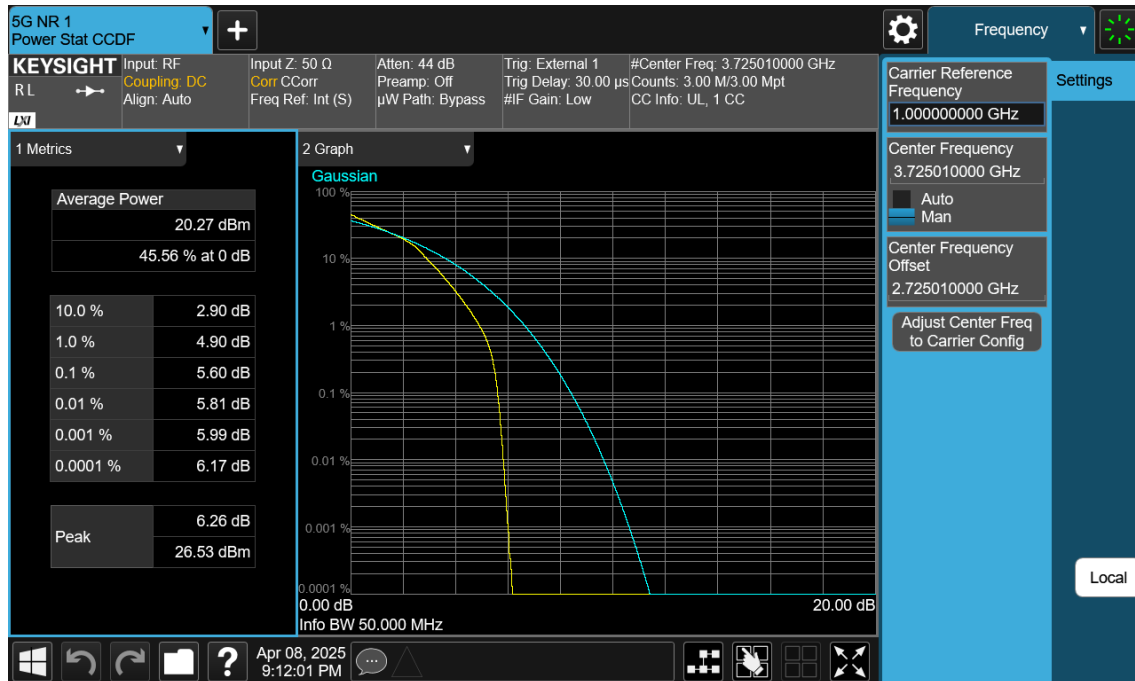 5G NR 1
Power Stat CCDF
+
Frequency
KEYSIGHT
R L
LXI
Input: RF
Coupling: DC
Align: Auto
Input Z: 50 Ω
Corr CCorr
Freq Ref: Int (S)
Atten: 44 dB
Preamp: Off
µW Path: Bypass
Trig: External 1
Trig Delay: 30.00 µs
#IF Gain: Low
#Center Freq: 3.725010000 GHz
Counts: 3.00 M/3.00 Mpt
CC Info: UL, 1 CC
1 Metrics
Average Power
20.27 dBm
45.56 % at 0 dB
10.0 % 2.90 dB
1.0 % 4.90 dB
0.1 % 5.60 dB
0.01 % 5.81 dB
0.001 % 5.99 dB
0.0001 % 6.17 dB
Peak
6.26 dB
26.53 dBm
2 Graph
Gaussian
100 %
10 %
1 %
0.1 %
0.01 %
0.001 %
0.0001 %
0.00 dB 20.00 dB
Info BW 50.000 MHz
Carrier Reference
Frequency
1.000000000 GHz
Center Frequency
3.725010000 GHz
Auto
Man
Center Frequency
Offset
2.725010000 GHz
Adjust Center Freq
to Carrier Config
Settings
Local
?
Apr 08, 2025
9:12:01 PM